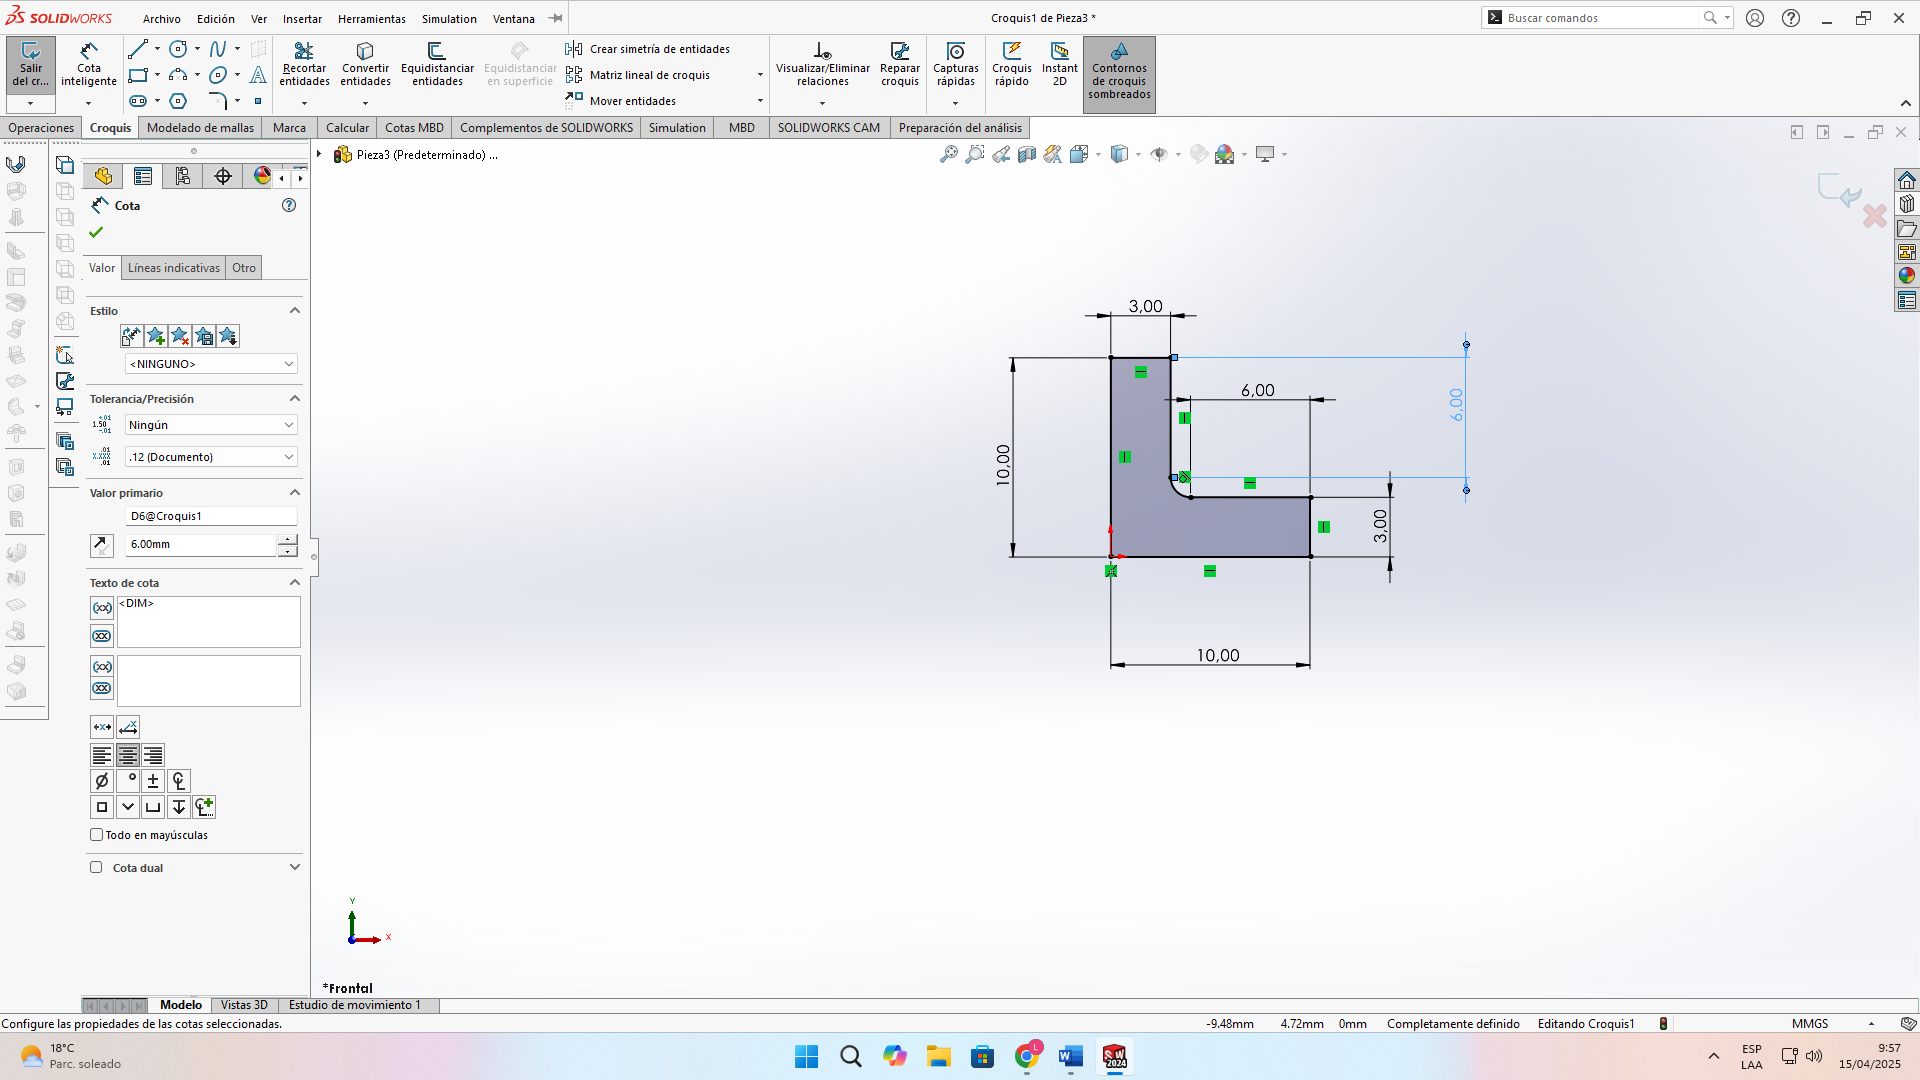 SOLIDWORKS
Archivo Edición Ver Insertar Herramientas Simulation Ventana
Croquis1 de Pieza3 *
Buscar comandos
Salir del cr...
Cota inteligente
Recortar entidades
Convertir entidades
Equidistanciar entidades
Equidistanciar en superficie
Crear simetría de entidades
Matriz lineal de croquis
Mover entidades
Visualizar/Eliminar relaciones
Reparar croquis
Capturas rápidas
Croquis rápido
Instant 2D
Contornos de croquis sombreados
Operaciones Croquis Modelado de mallas Marca Calcular Cotas MBD Complementos de SOLIDWORKS Simulation MBD SOLIDWORKS CAM Preparación del análisis
Pieza3 (Predeterminado) ...
Cota
Valor Líneas indicativas Otro
Estilo
<NINGUNO>
Tolerancia/Precisión
Ningún
.12 (Documento)
Valor primario
D6@Croquis1
6.00mm
Texto de cota
<DIM>
Todo en mayúsculas
Cota dual
3,00
6,00
6,00
10,00
3,00
10,00
Y
X
*Frontal
Modelo Vistas 3D Estudio de movimiento 1
Configure las propiedades de las cotas seleccionadas.
-9.48mm 4.72mm 0mm Completamente definido Editando Croquis1 MMGS
18°C
Parc. soleado
ESP
LAA
9:57
15/04/2025